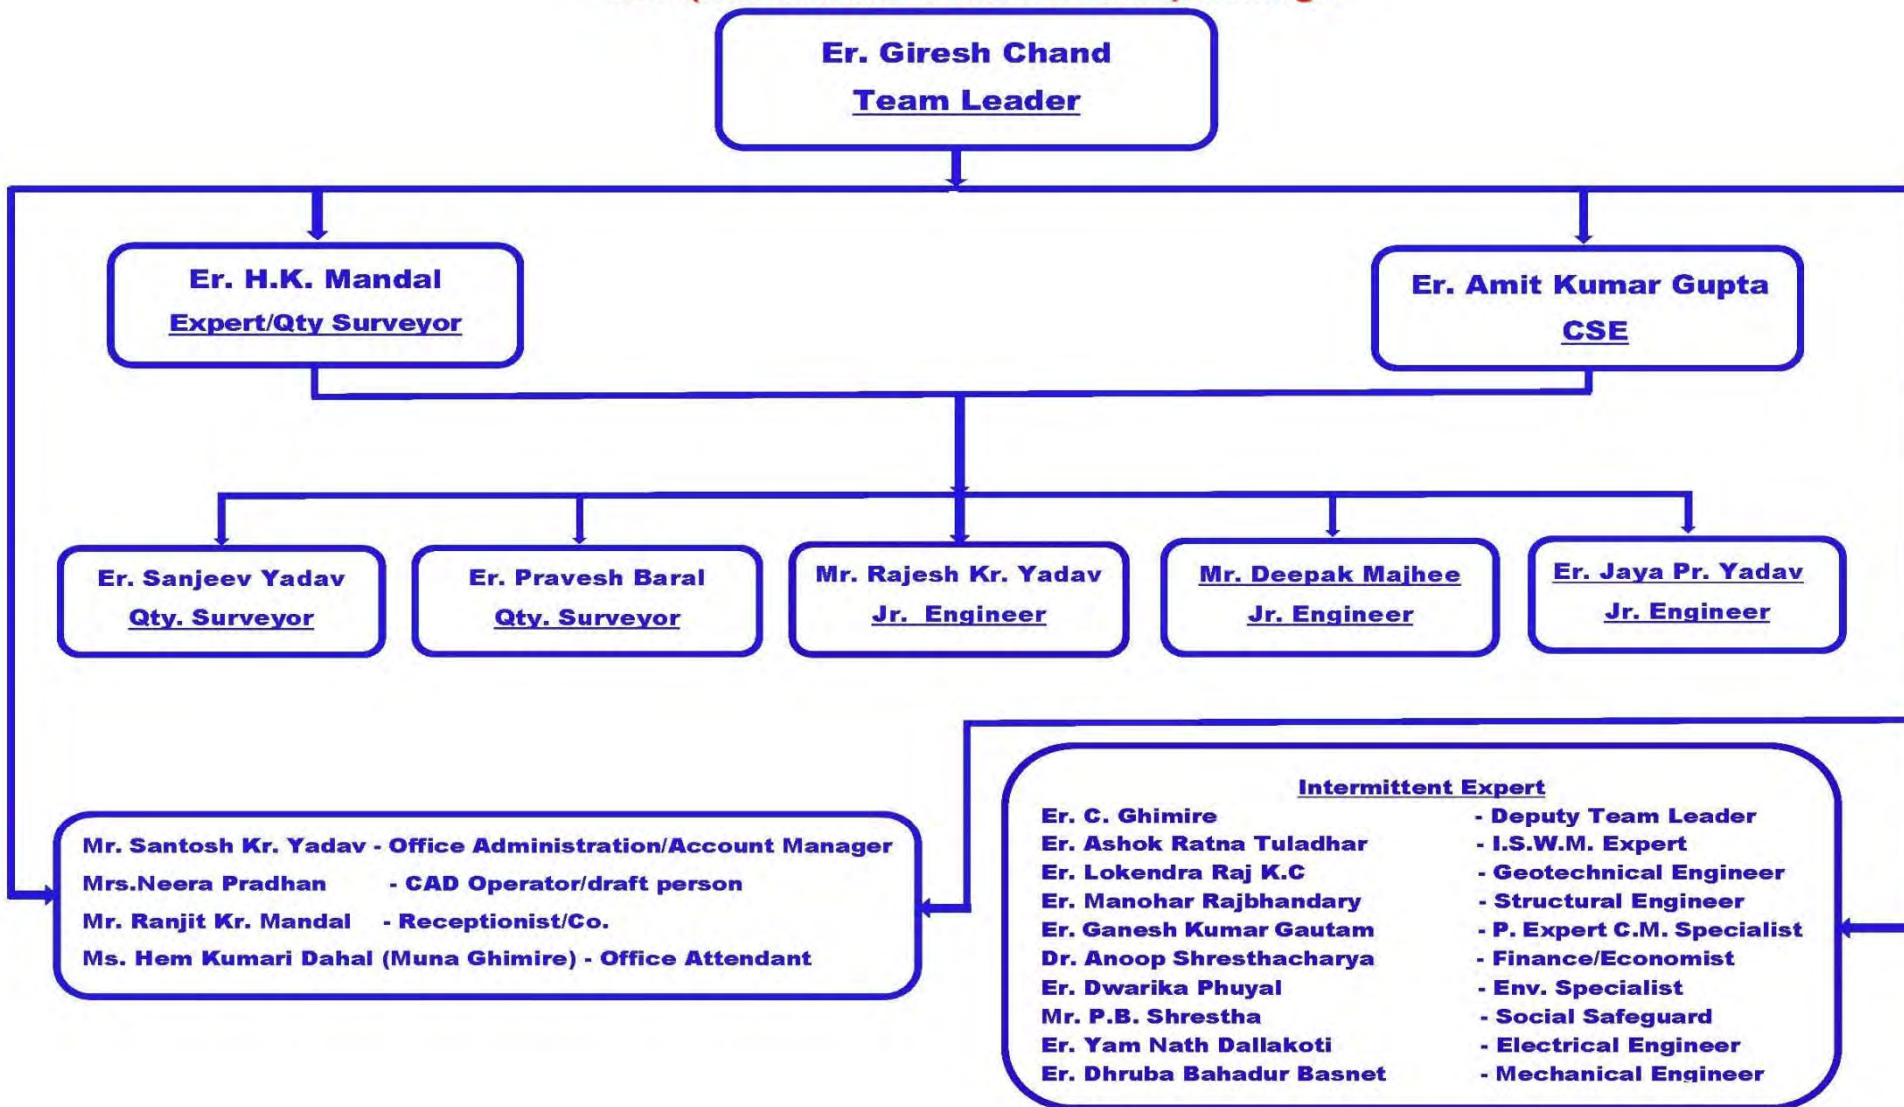 Er. Giresh Chand
Team Leader
Er. H.K. Mandal
Expert/Qty Surveyor
Er. Amit Kumar Gupta
CSE
Er. Sanjeev Yadav
Qty. Surveyor
Er. Pravesh Baral
Qty. Surveyor
Mr. Rajesh Kr. Yadav
Jr. Engineer
Mr. Deepak Majhee
Jr. Engineer
Er. Jaya Pr. Yadav
Jr. Engineer
Mr. Santosh Kr. Yadav - Office Administration/Account Manager
Mrs.Neera Pradhan - CAD Operator/draft person
Mr. Ranjit Kr. Mandal - Receptionist/Co.
Ms. Hem Kumari Dahal (Muna Ghimire) - Office Attendant
Intermittent Expert
Er. C. Ghimire - Deputy Team Leader
Er. Ashok Ratna Tuladhar - I.S.W.M. Expert
Er. Lokendra Raj K.C - Geotechnical Engineer
Er. Manohar Rajbhandary - Structural Engineer
Er. Ganesh Kumar Gautam - P. Expert C.M. Specialist
Dr. Anoop Shresthacharya - Finance/Economist
Er. Dwarika Phuyal - Env. Specialist
Mr. P.B. Shrestha - Social Safeguard
Er. Yam Nath Dallakoti - Electrical Engineer
Er. Dhruba Bahadur Basnet - Mechanical Engineer